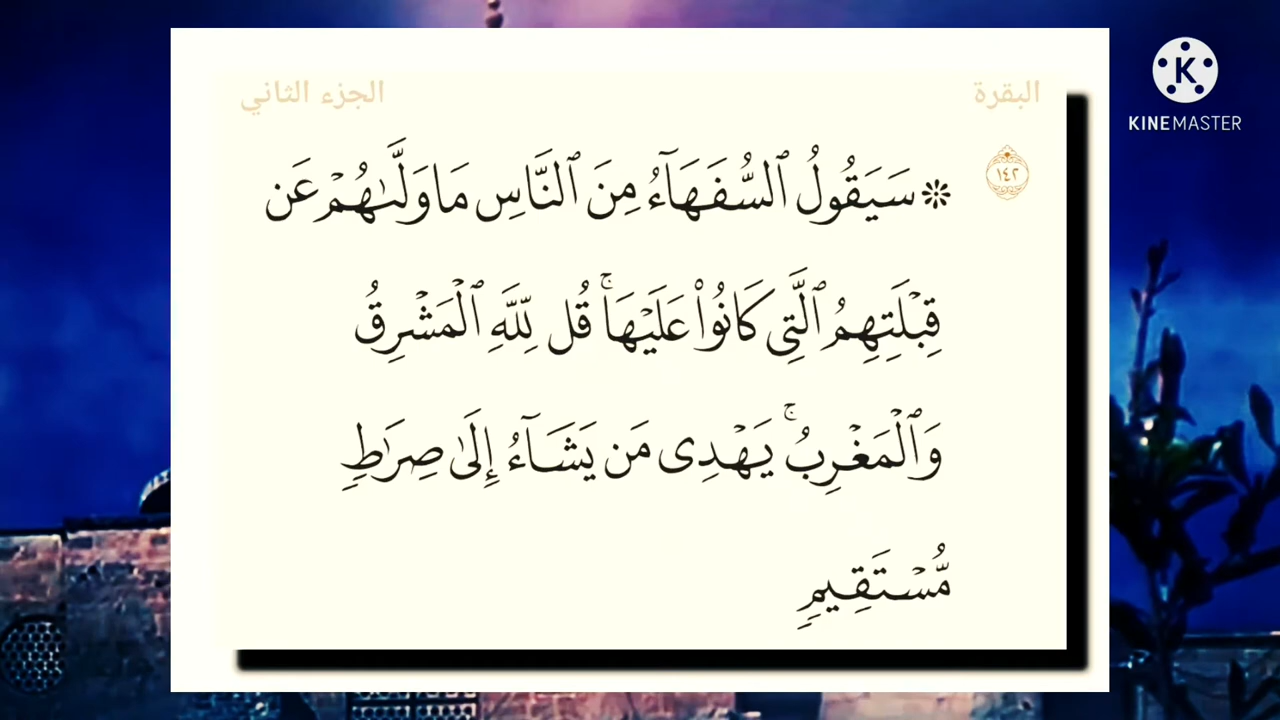 البقرة الجزء الثاني
KINEMASTER
١٤٢
۞ سَيَقُولُ ٱلسُّفَهَآءُ مِنَ ٱلنَّاسِ مَا وَلَّىٰهُمْ عَن
قِبْلَتِهِمُ ٱلَّتِى كَانُوا۟ عَلَيْهَا ۚ قُل لِّلَّهِ ٱلْمَشْرِقُ
وَٱلْمَغْرِبُ ۚ يَهْدِى مَن يَشَآءُ إِلَىٰ صِرَٰطٍ
مُّسْتَقِيمٍ